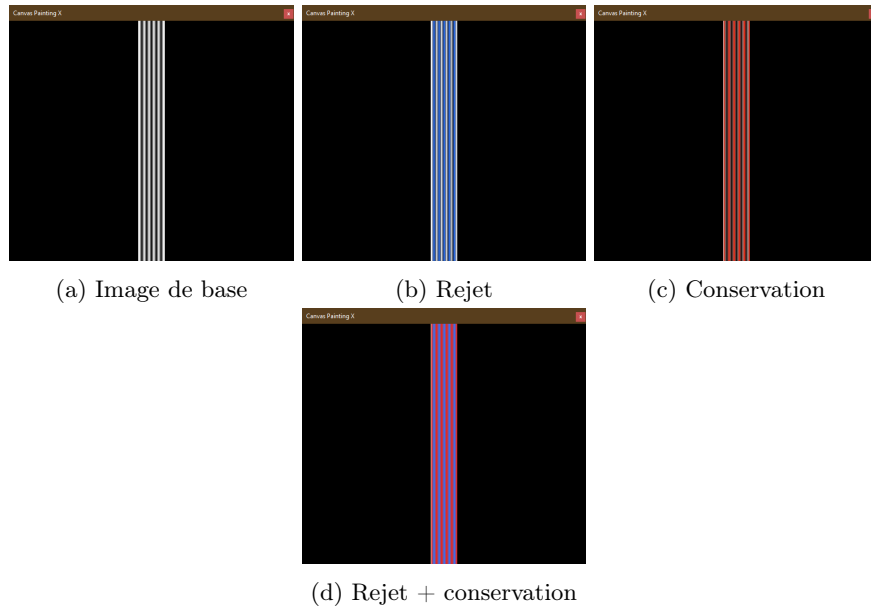 Canvas Painting X x
Canvas Painting X x
Canvas Painting X
(a) Image de base
(b) Rejet
(c) Conservation
Canvas Painting X x
(d) Rejet + conservation